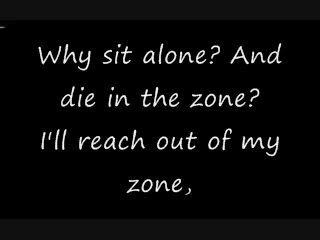 Why sit alone? And
die in the zone?
I'll reach out of my
zone,